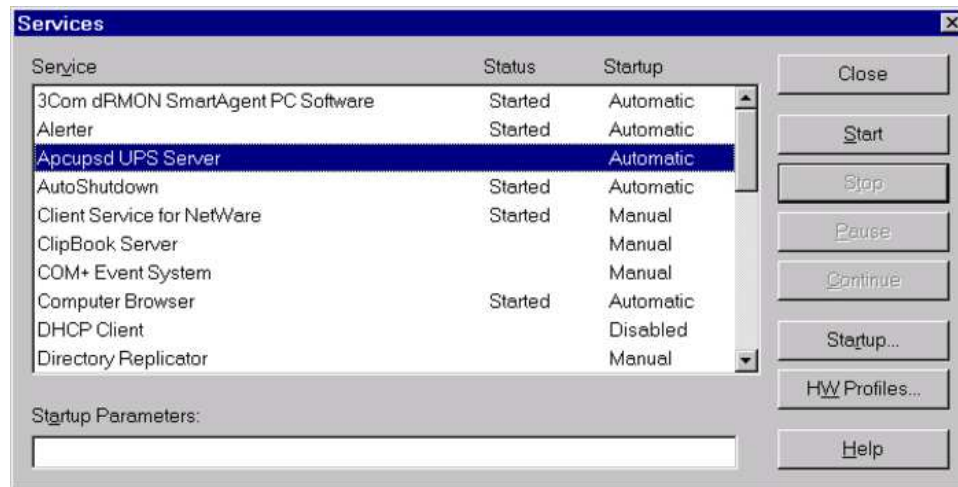 Services
Service Status Startup
3Com dRMON SmartAgent PC Software Started Automatic
Alerter Started Automatic
Apcupsd UPS Server Automatic
AutoShutdown Started Automatic
Client Service for NetWare Started Manual
ClipBook Server Manual
COM+ Event System Manual
Computer Browser Started Automatic
DHCP Client Disabled
Directory Replicator Manual
Startup Parameters:
Close
Start
Stop
Pause
Continue
Startup...
HW Profiles...
Help